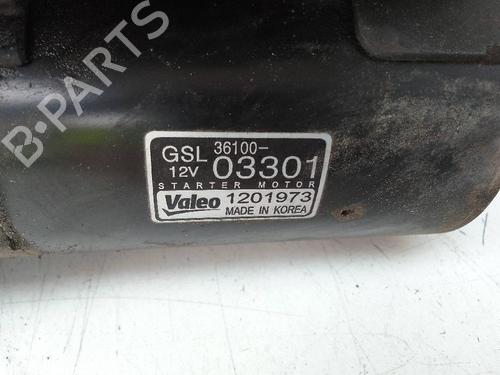 B-PARTS
GSL 36100-
12V 03301
STARTER MOTOR
Valeo 1201973
MADE IN KOREA